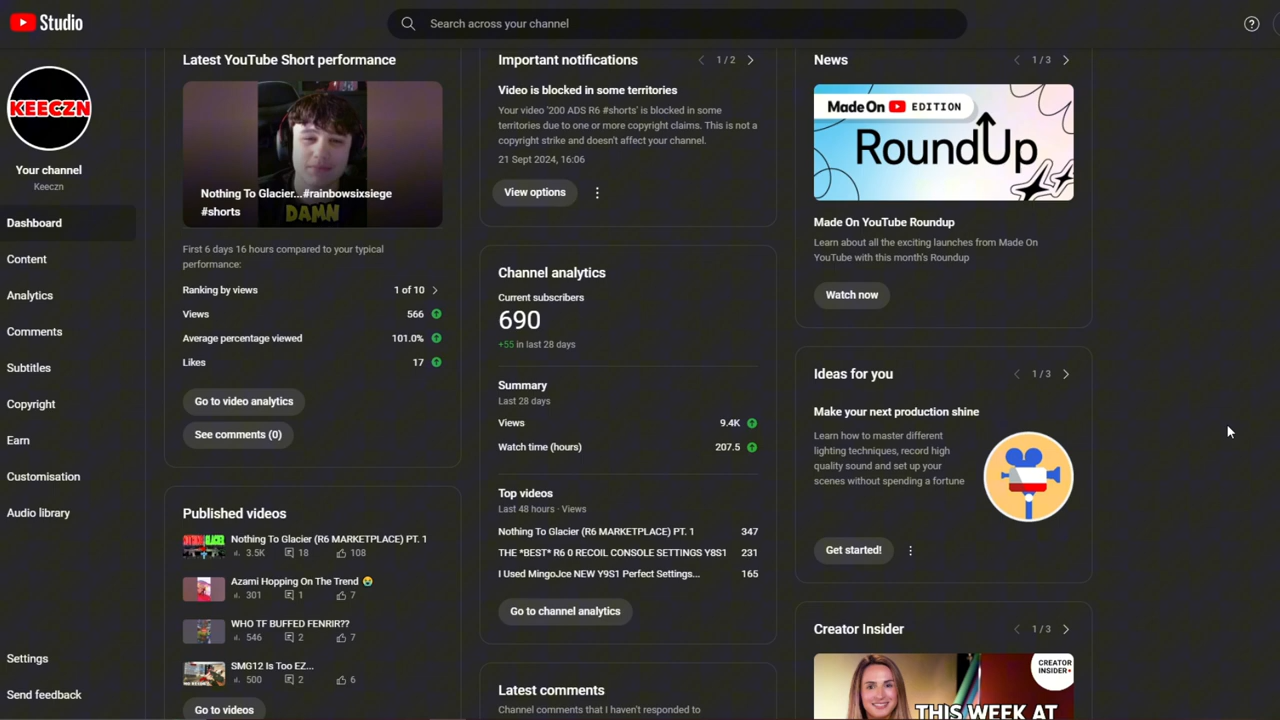 Studio
Search across your channel
KEECZN
Your channel
Keeczn
Dashboard
Content
Analytics
Comments
Subtitles
Copyright
Earn
Customisation
Audio library
Settings
Send feedback
Latest YouTube Short performance
Nothing To Glacier...#rainbowsixsiege
#shorts
DAMN
First 6 days 16 hours compared to your typical
performance:
Ranking by views 1 of 10
Views 566
Average percentage viewed 101.0%
Likes 17
Go to video analytics
See comments (0)
Published videos
Nothing To Glacier (R6 MARKETPLACE) PT. 1
3.5K 18 108
Azami Hopping On The Trend 😭
301 1 7
WHO TF BUFFED FENRIR??
546 2 7
SMG12 Is Too EZ...
500 2 6
Go to videos
Important notifications 1 / 2
Video is blocked in some territories
Your video '200 ADS R6 #shorts' is blocked in some
territories due to one or more copyright claims. This is not a
copyright strike and doesn't affect your channel.
21 Sept 2024, 16:06
View options
Channel analytics
Current subscribers
690
+55 in last 28 days
Summary
Last 28 days
Views 9.4K
Watch time (hours) 207.5
Top videos
Last 48 hours · Views
Nothing To Glacier (R6 MARKETPLACE) PT. 1 347
THE *BEST* R6 0 RECOIL CONSOLE SETTINGS Y8S1 231
I Used MingoJce NEW Y9S1 Perfect Settings... 165
Go to channel analytics
Latest comments
Channel comments that I haven't responded to
News 1 / 3
Made On EDITION
RoundUp
Made On YouTube Roundup
Learn about all the exciting launches from Made On
YouTube with this month's Roundup
Watch now
Ideas for you 1 / 3
Make your next production shine
Learn how to master different
lighting techniques, record high
quality sound and set up your
scenes without spending a fortune
Get started!
Creator Insider 1 / 3
CREATOR
INSIDER
THIS WEEK AT